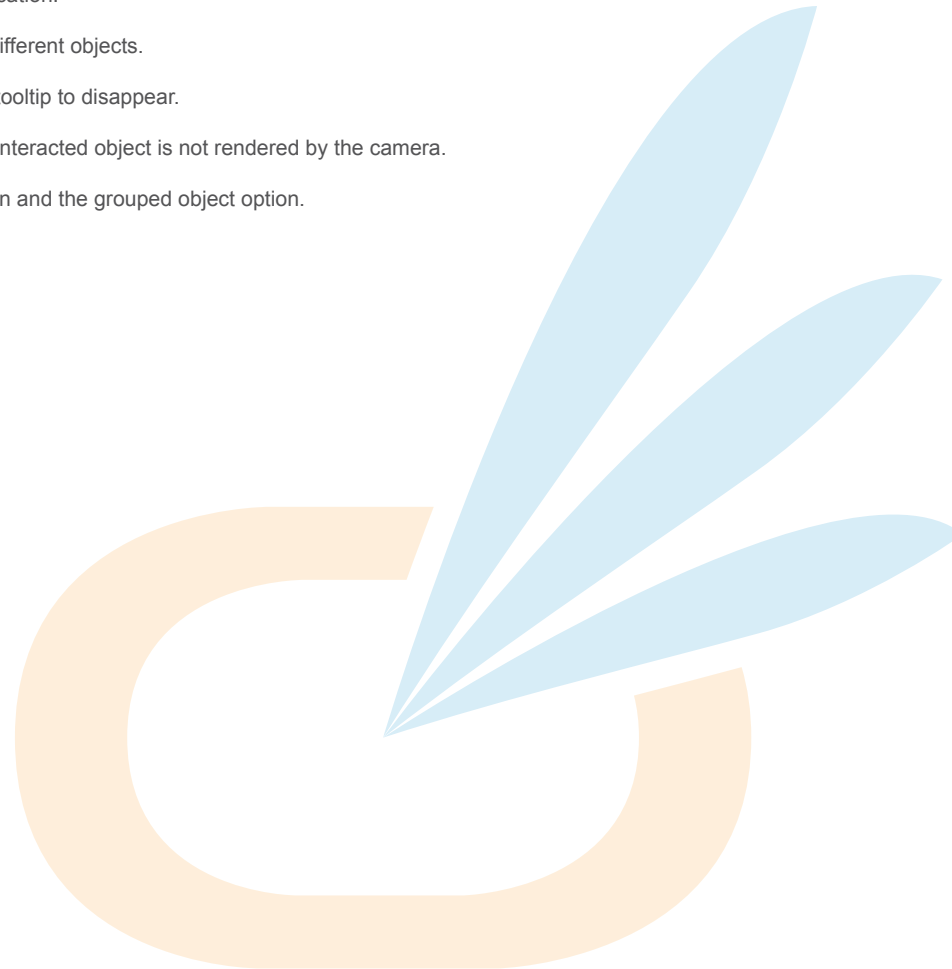 ifferent objects.
ooltip to disappear.
nteracted object is not rendered by the camera.
n and the grouped object option.